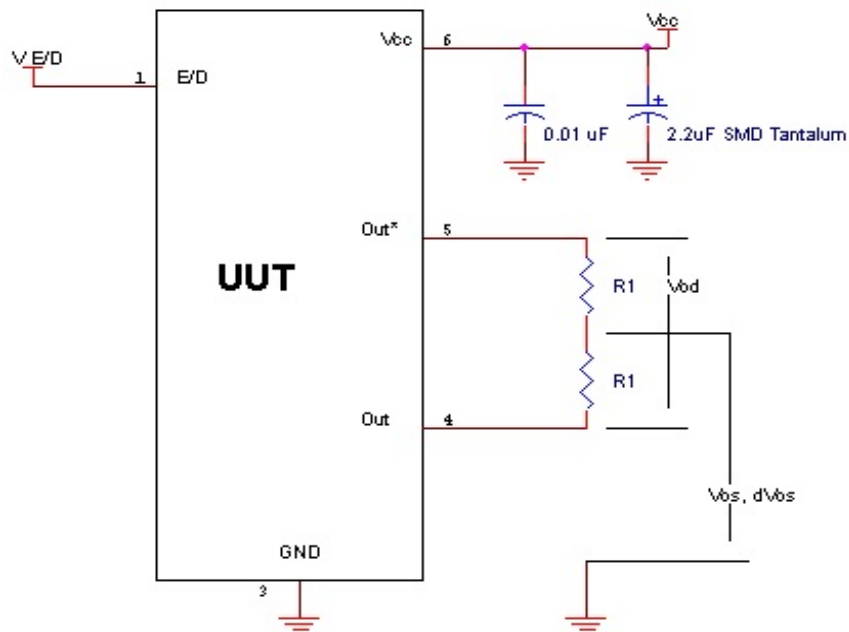 Vcc
Vcc 6
V E/D
1 E/D
0.01 uF
+
2.2uF SMD Tantalum
Out* 5
UUT
R1
Vod
R1
Out 4
Vos, dVos
GND
3